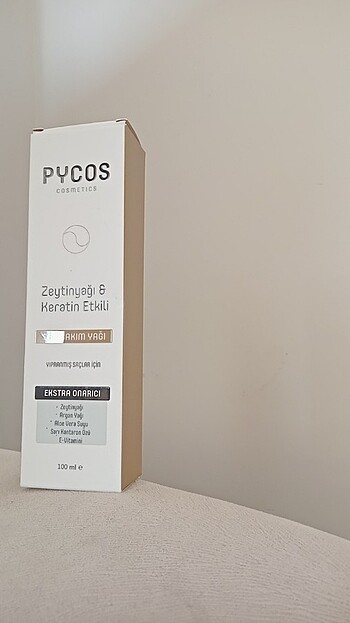 PYCOS
COSMETICS
Zeytinyağı &
Keratin Etkili
BAKIM YAĞI
YIPRANMIŞ SAÇLAR İÇİN
EKSTRA ONARICI
• Zeytinyağı
• Argan Yağı
• Aloe Vera Suyu
• Sarı Kantaron Özü
E-Vitamini
100 ml e